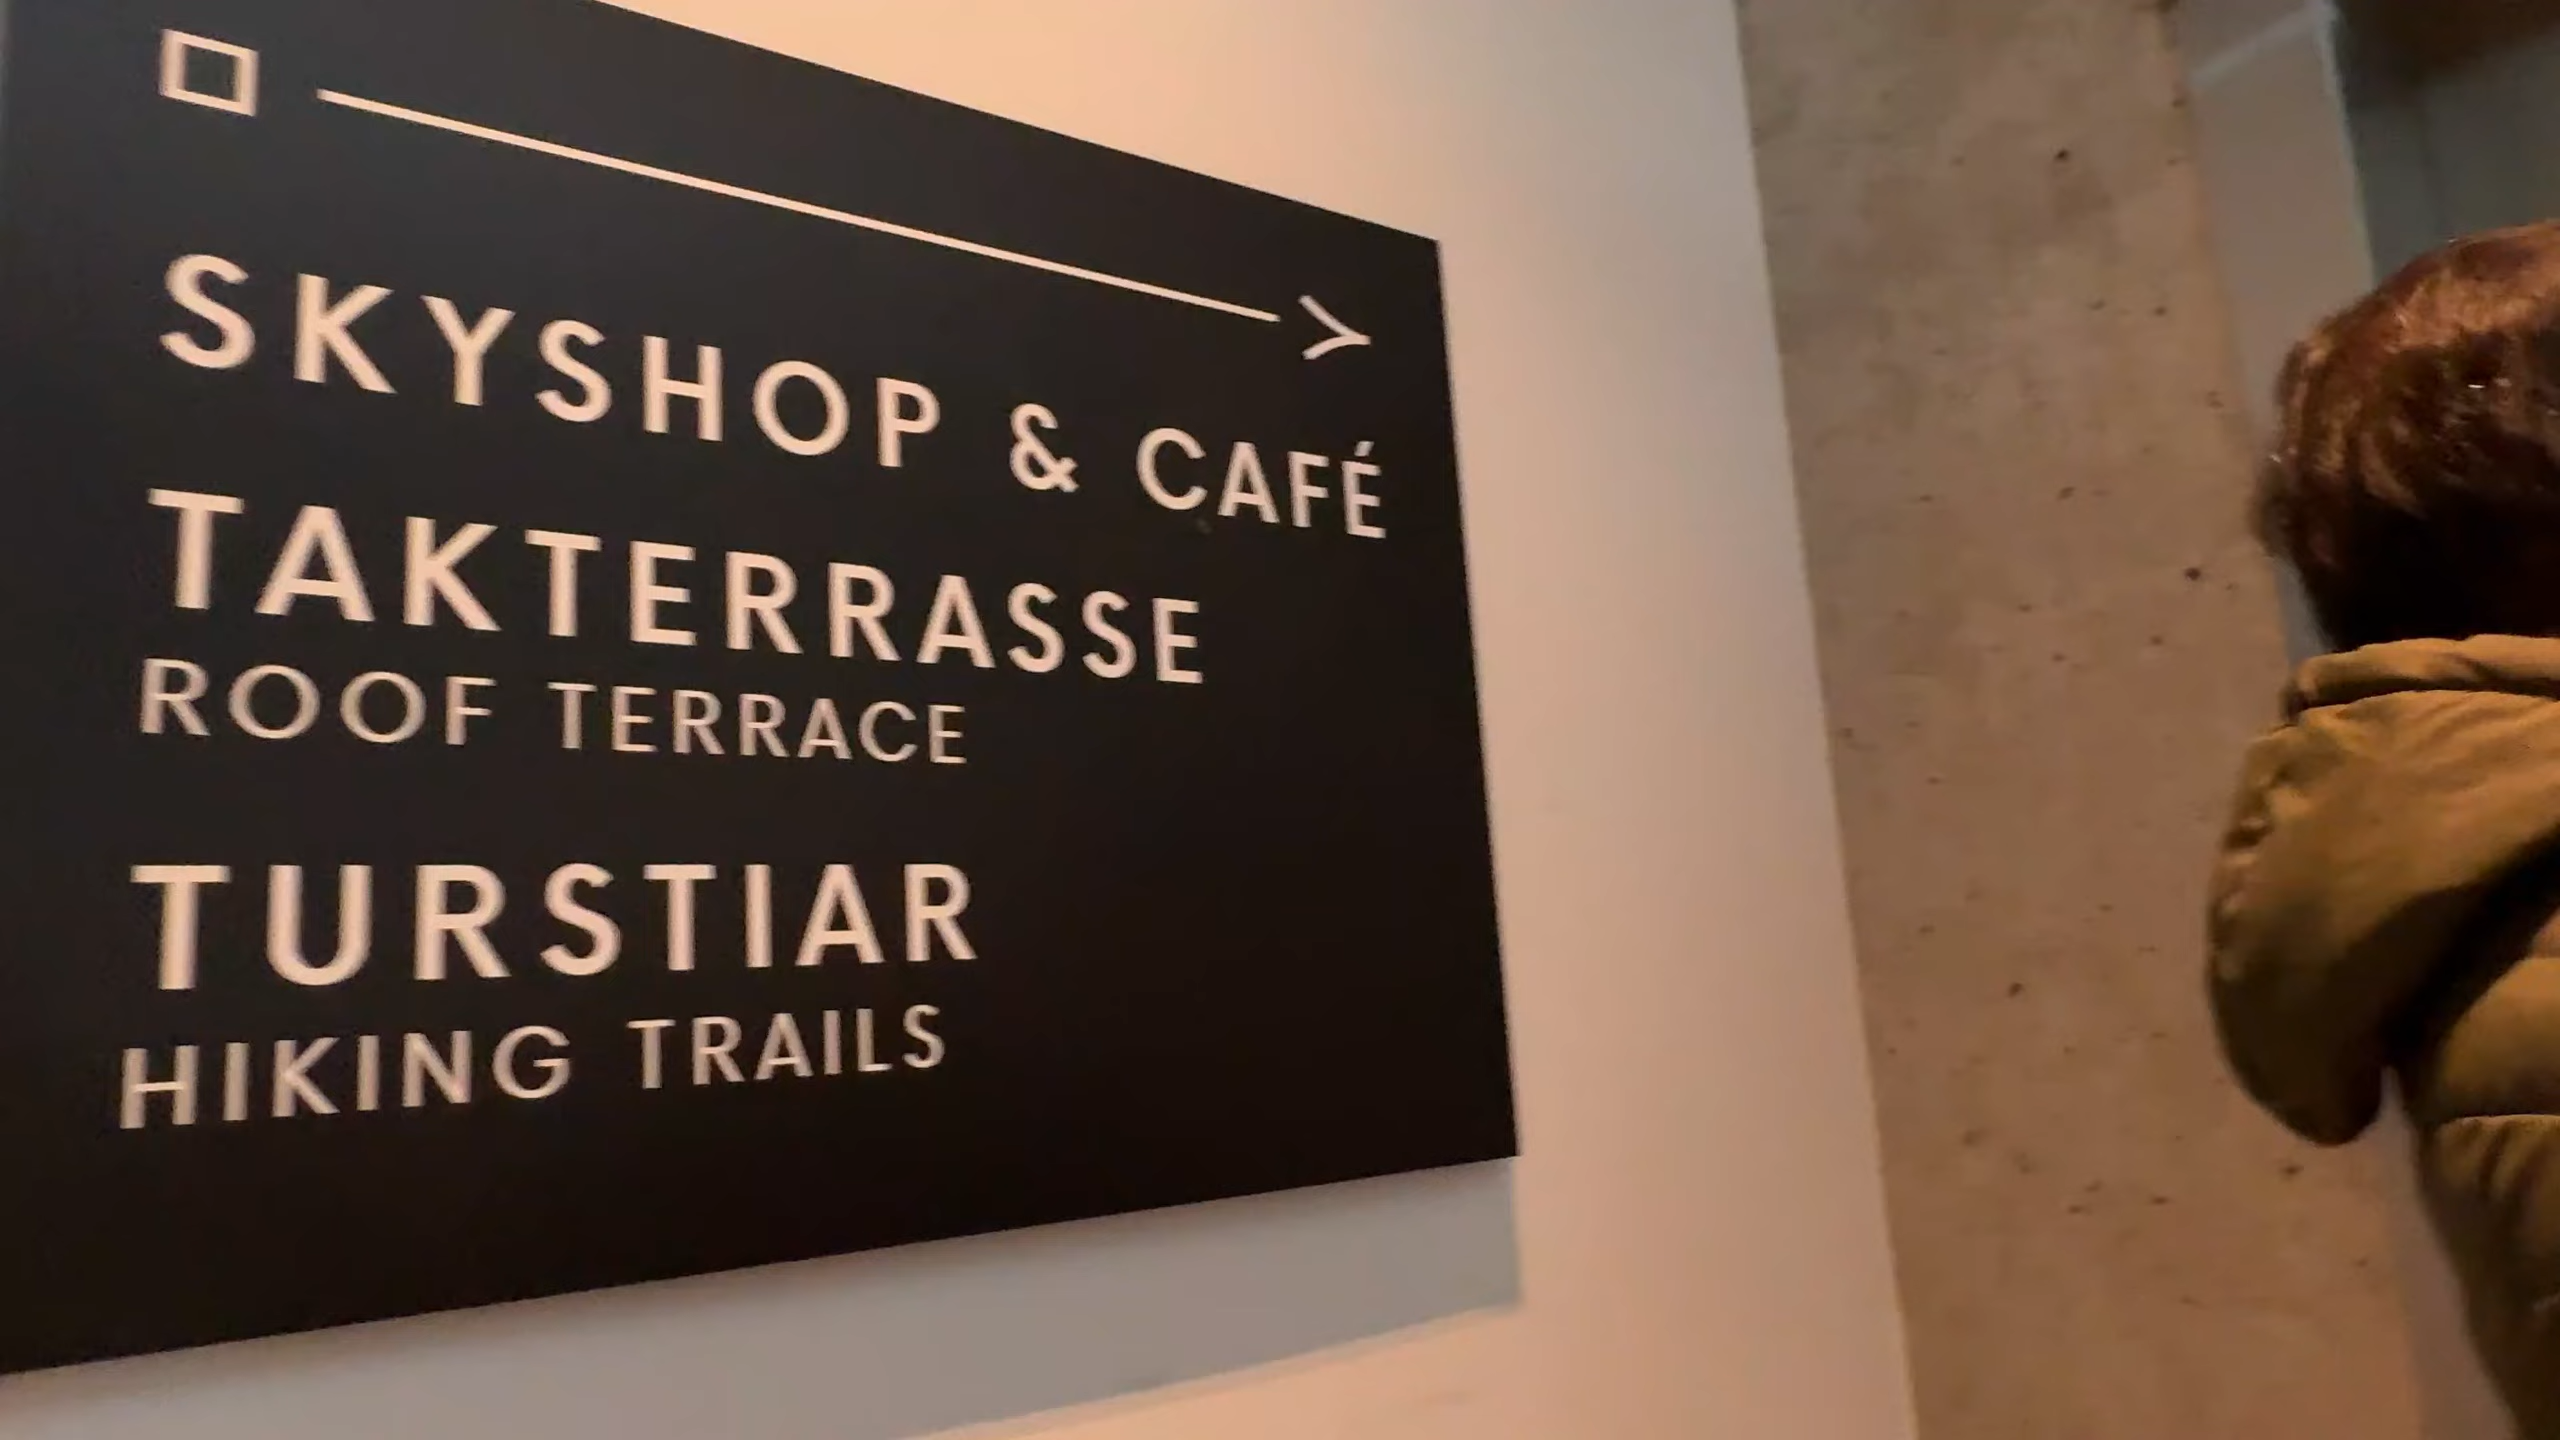 SKYSHOP & CAFÉ
TAKTERRASSE
ROOF TERRACE
TURSTIAR
HIKING TRAILS